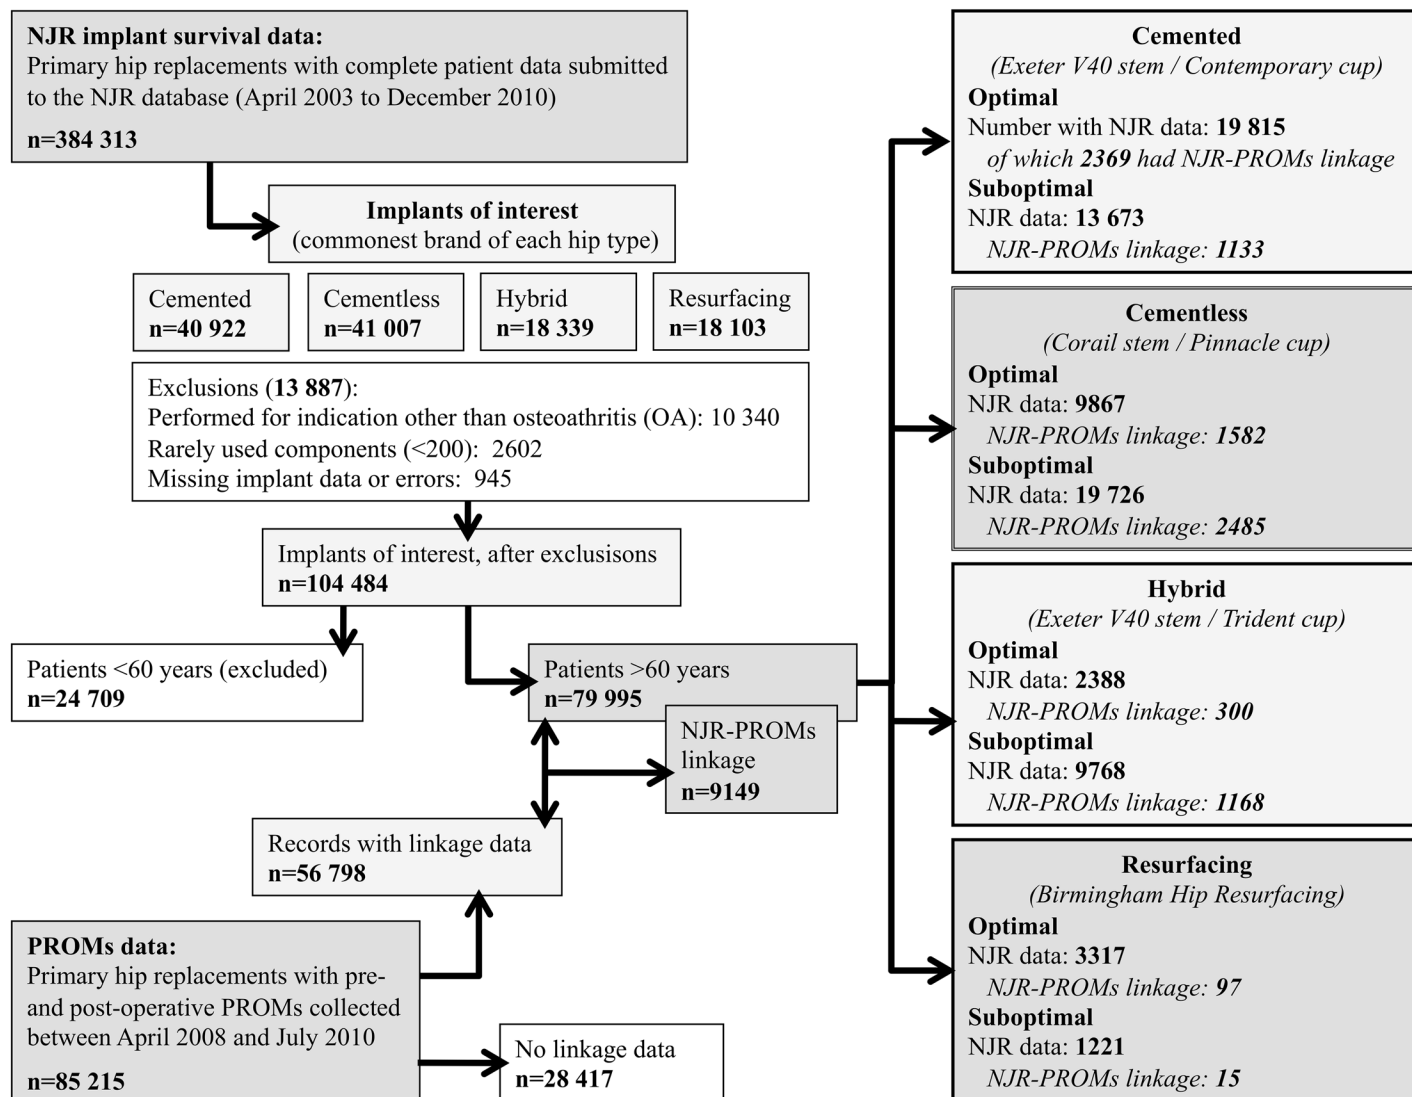 NJR implant survival data:
Primary hip replacements with complete patient data submitted
to the NJR database (April 2003 to December 2010)
n=384 313
Implants of interest
(commonest brand of each hip type)
Cemented
n=40 922
Cementless
n=41 007
Hybrid
n=18 339
Resurfacing
n=18 103
Exclusions (13 887):
Performed for indication other than osteoathritis (OA): 10 340
Rarely used components (<200): 2602
Missing implant data or errors: 945
Implants of interest, after exclusisons
n=104 484
Patients <60 years (excluded)
n=24 709
Patients >60 years
n=79 995
NJR-PROMs
linkage
n=9149
Records with linkage data
n=56 798
PROMs data:
Primary hip replacements with pre-
and post-operative PROMs collected
between April 2008 and July 2010
n=85 215
No linkage data
n=28 417
Cemented
(Exeter V40 stem / Contemporary cup)
Optimal
Number with NJR data: 19 815
of which 2369 had NJR-PROMs linkage
Suboptimal
NJR data: 13 673
NJR-PROMs linkage: 1133
Cementless
(Corail stem / Pinnacle cup)
Optimal
NJR data: 9867
NJR-PROMs linkage: 1582
Suboptimal
NJR data: 19 726
NJR-PROMs linkage: 2485
Hybrid
(Exeter V40 stem / Trident cup)
Optimal
NJR data: 2388
NJR-PROMs linkage: 300
Suboptimal
NJR data: 9768
NJR-PROMs linkage: 1168
Resurfacing
(Birmingham Hip Resurfacing)
Optimal
NJR data: 3317
NJR-PROMs linkage: 97
Suboptimal
NJR data: 1221
NJR-PROMs linkage: 15